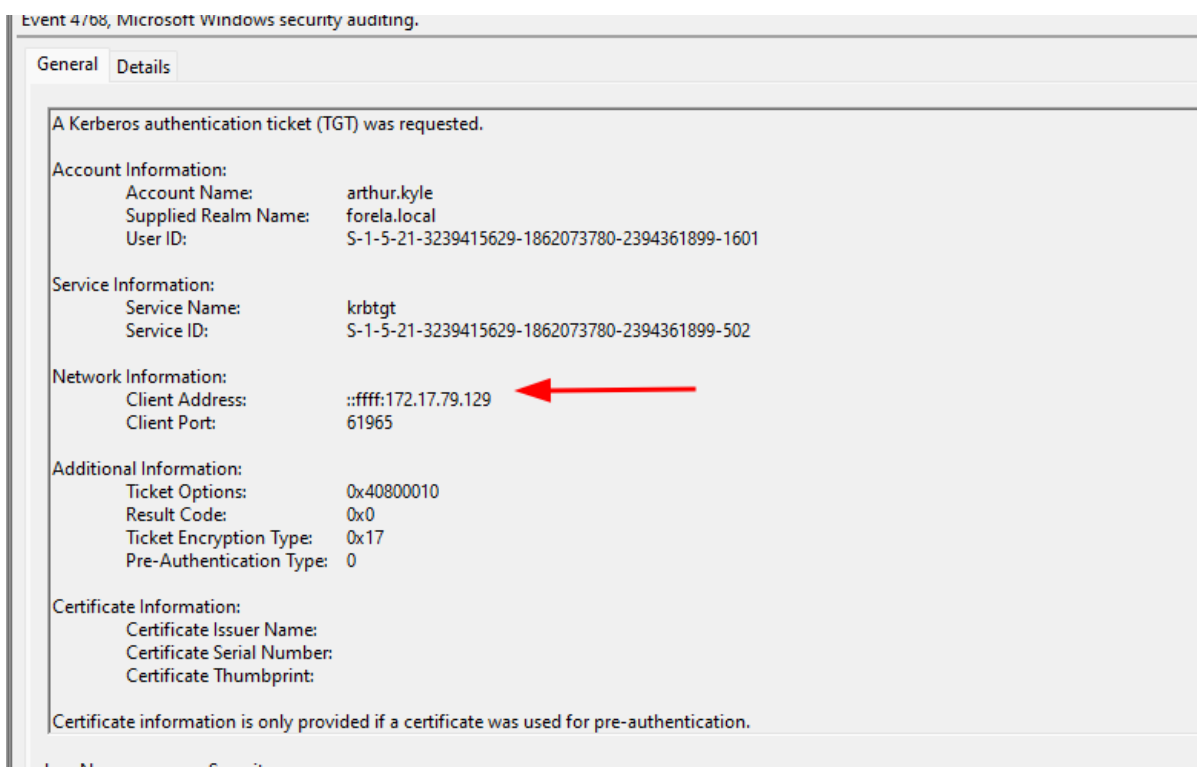 Event 4768, Microsoft Windows security auditing.
General Details
A Kerberos authentication ticket (TGT) was requested.
Account Information:
Account Name: arthur.kyle
Supplied Realm Name: forela.local
User ID: S-1-5-21-3239415629-1862073780-2394361899-1601
Service Information:
Service Name: krbtgt
Service ID: S-1-5-21-3239415629-1862073780-2394361899-502
Network Information:
Client Address: ::ffff:172.17.79.129
Client Port: 61965
Additional Information:
Ticket Options: 0x40800010
Result Code: 0x0
Ticket Encryption Type: 0x17
Pre-Authentication Type: 0
Certificate Information:
Certificate Issuer Name:
Certificate Serial Number:
Certificate Thumbprint:
Certificate information is only provided if a certificate was used for pre-authentication.